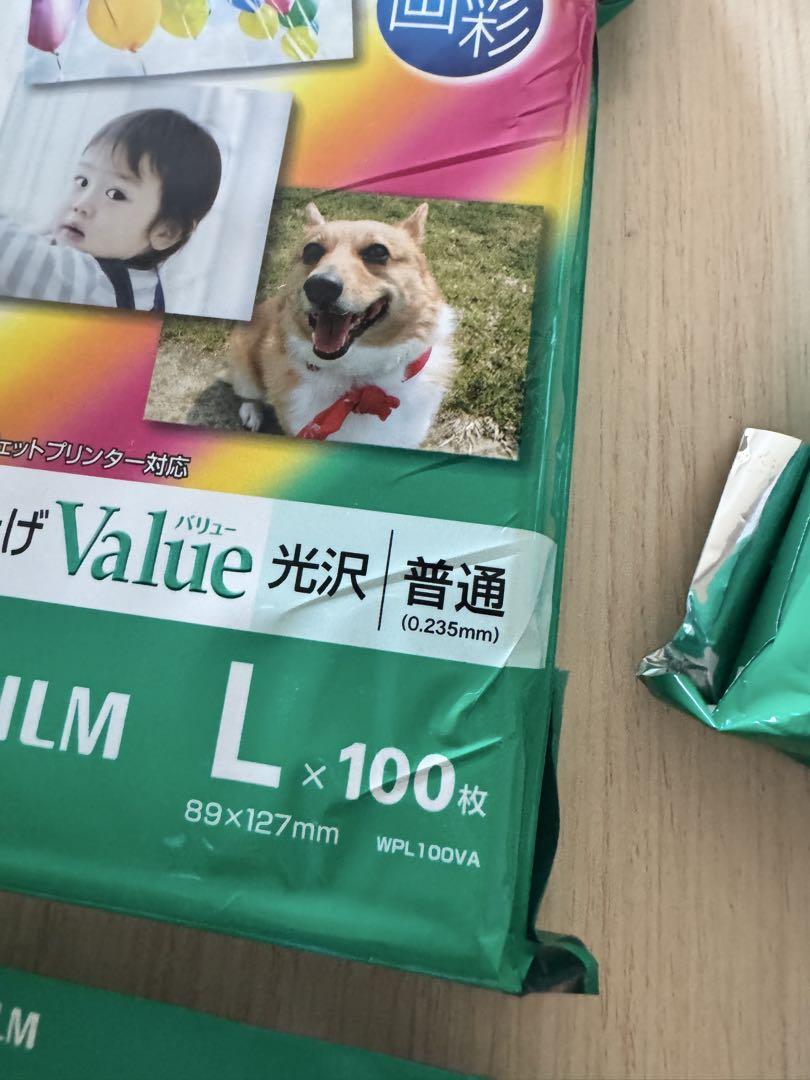 画彩
ェットプリンター対応
げ Value バリュー 光沢 普通
(0.235mm)
ILM L × 100枚
89×127mm WPL100VA
LM